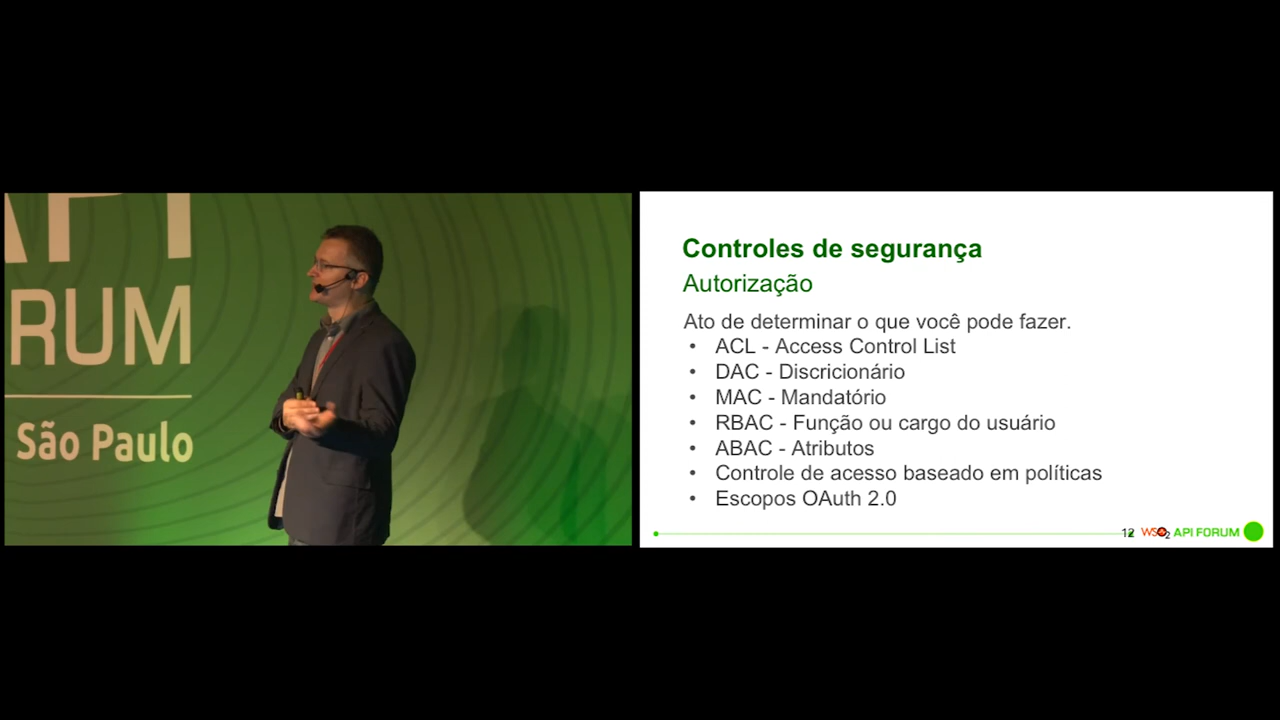 API
RUM
São Paulo
Controles de segurança
Autorização
Ato de determinar o que você pode fazer.
• ACL - Access Control List
• DAC - Discricionário
• MAC - Mandatório
• RBAC - Função ou cargo do usuário
• ABAC - Atributos
• Controle de acesso baseado em políticas
• Escopos OAuth 2.0
12 WSO2 API FORUM